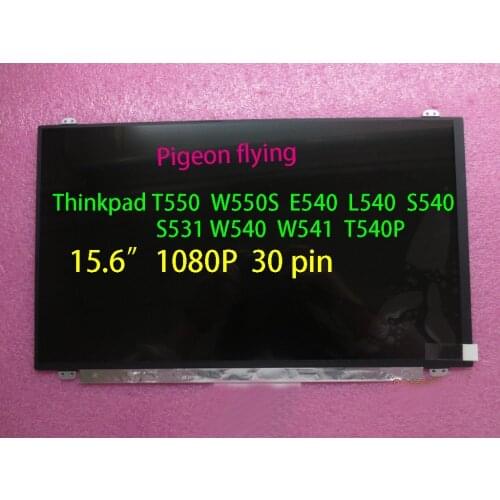 Pigeon flying
Thinkpad T550 W550S E540 L540 S540
S531 W540 W541 T540P
15.6” 1080P 30 pin